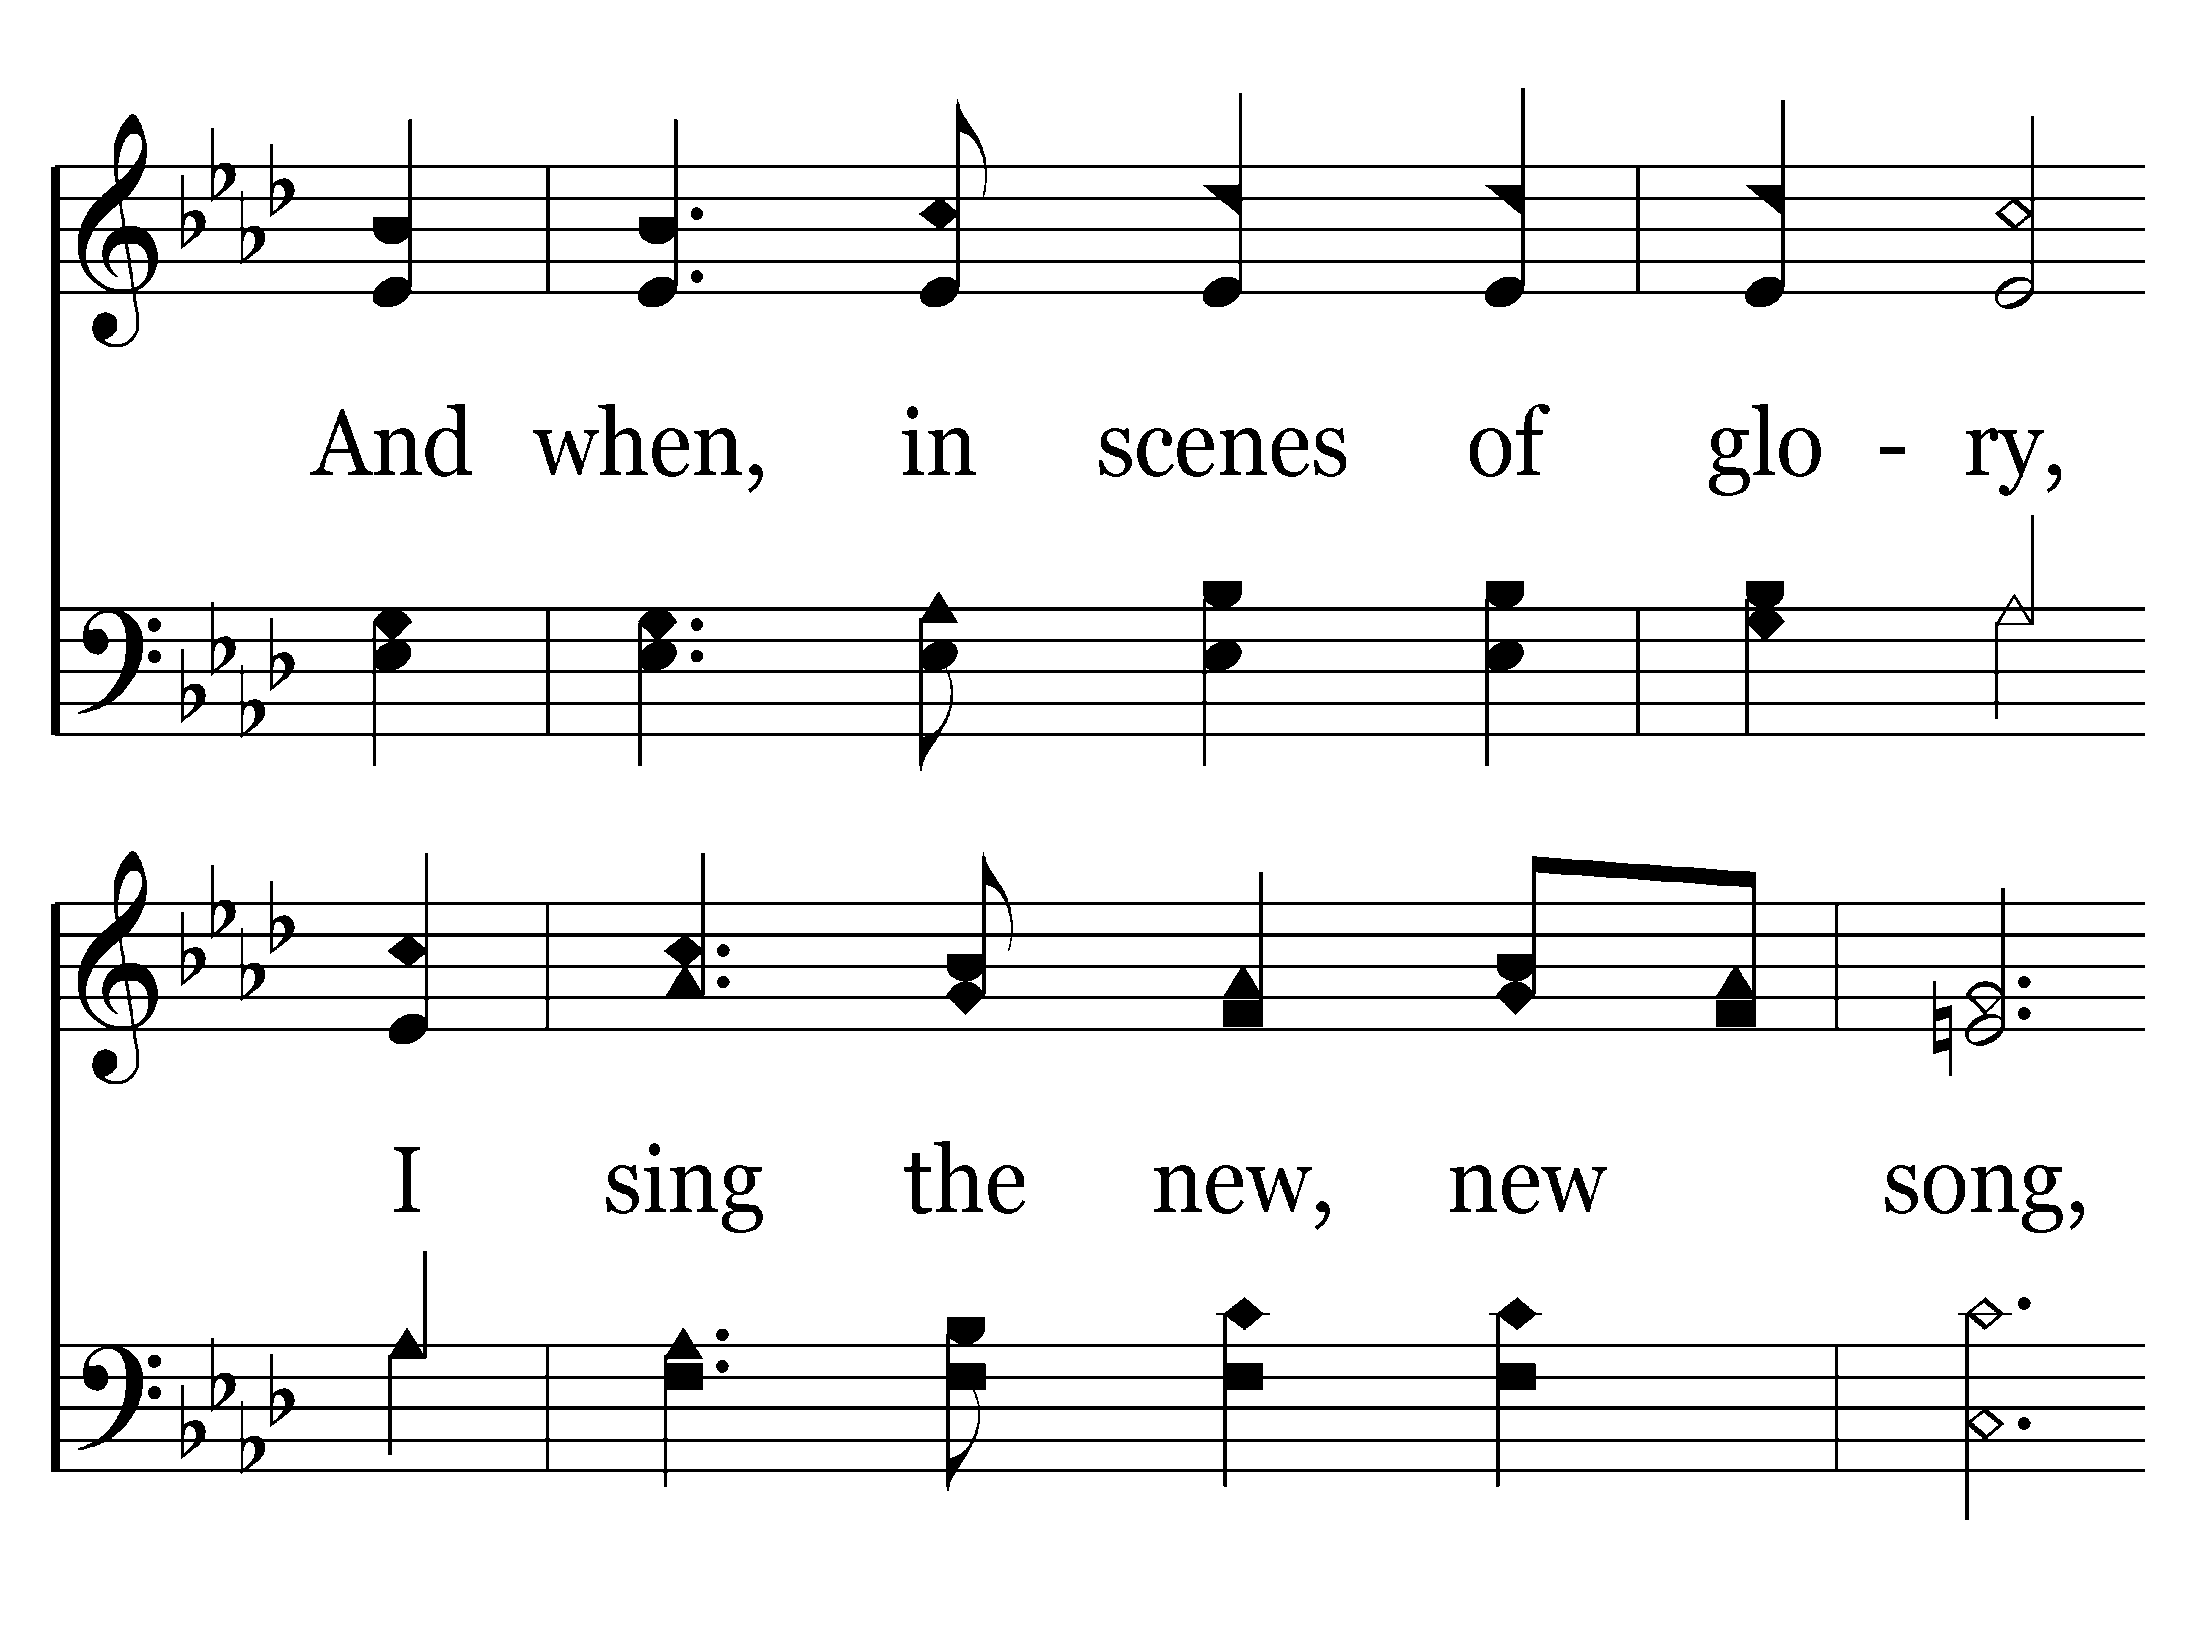 And when, in scenes of glo - ry,
I sing the new, new song,